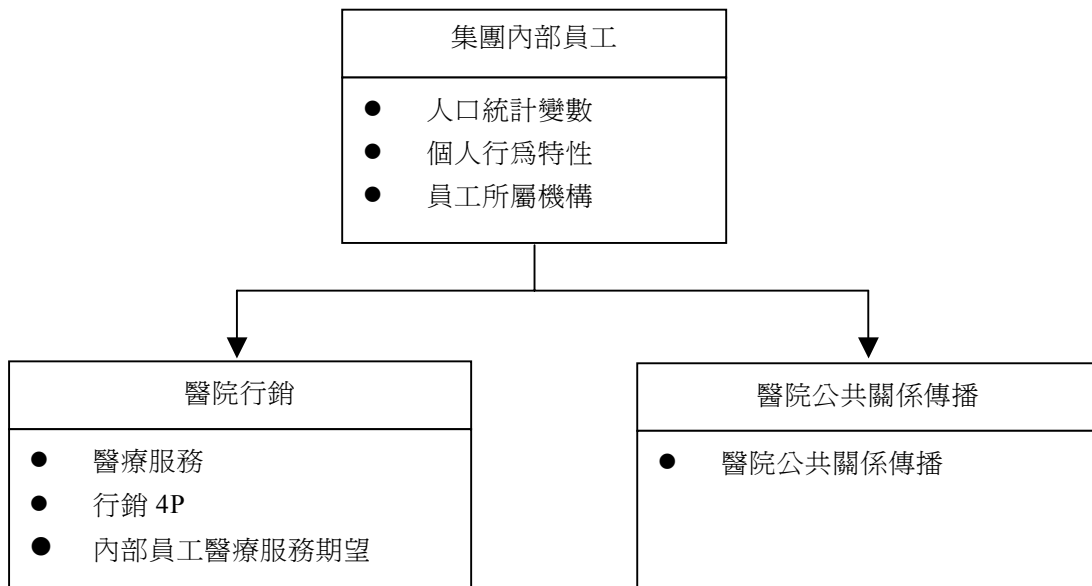 集團內部員工
● 人口統計變數
● 個人行為特性
● 員工所屬機構
醫院行銷
● 醫療服務
● 行銷 4P
● 內部員工醫療服務期望
醫院公共關係傳播
● 醫院公共關係傳播